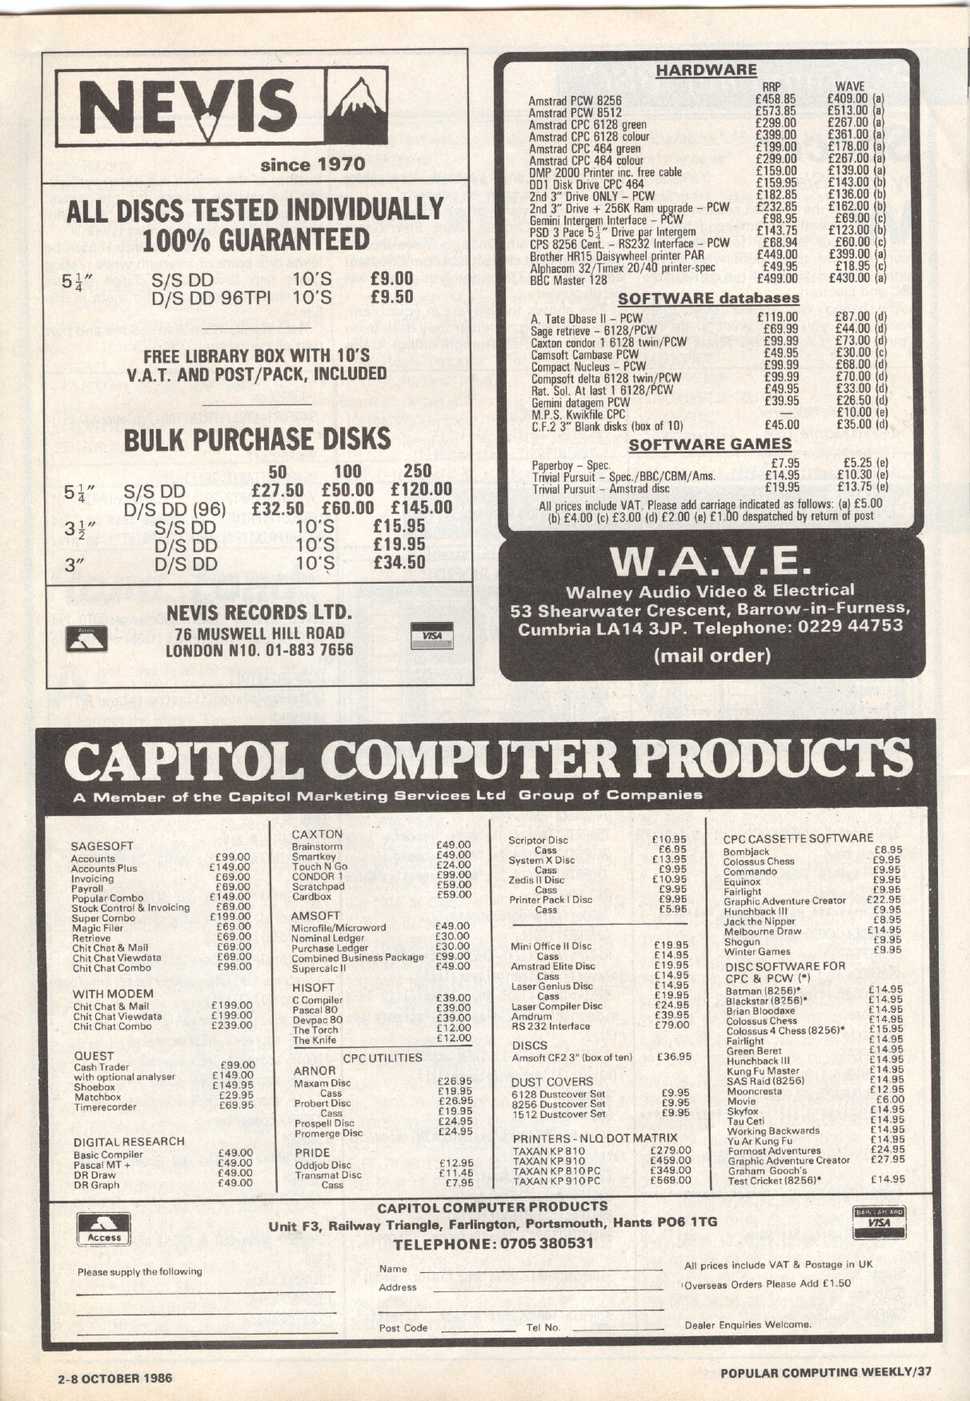 NEVIS
since 1970
ALL DISCS TESTED INDIVIDUALLY
100% GUARANTEED
5¼″ S/S DD 10'S £9.00
D/S DD 96TPI 10'S £9.50
FREE LIBRARY BOX WITH 10'S
V.A.T. AND POST/PACK, INCLUDED
BULK PURCHASE DISKS
50 100 250
5¼″ S/S DD £27.50 £50.00 £120.00
D/S DD (96) £32.50 £60.00 £145.00
3½″ S/S DD 10'S £15.95
D/S DD 10'S £19.95
3″ D/S DD 10'S £34.50
NEVIS RECORDS LTD.
76 MUSWELL HILL ROAD
LONDON N10. 01-883 7656
VISA
HARDWARE
RRP WAVE
Amstrad PCW 8256 £458.85 £409.00 (a)
Amstrad PCW 8512 £573.85 £513.00 (a)
Amstrad CPC 6128 green £299.00 £267.00 (a)
Amstrad CPC 6128 colour £399.00 £361.00 (a)
Amstrad CPC 464 green £199.00 £178.00 (a)
Amstrad CPC 464 colour £299.00 £267.00 (a)
DMP 2000 Printer inc. free cable £159.00 £139.00 (a)
DD1 Disk Drive CPC 464 £159.95 £143.00 (b)
2nd 3″ Drive ONLY – PCW £182.85 £136.00 (b)
2nd 3″ Drive + 256K Ram upgrade – PCW £232.85 £162.00 (b)
Gemini Intergem Interface – PCW £98.95 £69.00 (c)
PSD 3 Pace 5¼″ Drive par Intergem £143.75 £123.00 (b)
CPS 8256 Cent. – RS232 Interface – PCW £68.94 £60.00 (c)
Brother HR15 Daisywheel printer PAR £449.00 £399.00 (a)
Alphacom 32/Timex 20/40 printer-spec £49.95 £18.95 (c)
BBC Master 128 £499.00 £430.00 (a)
SOFTWARE databases
A. Tate Dbase II – PCW £119.00 £87.00 (d)
Sage retrieve – 6128/PCW £69.99 £44.00 (d)
Caxton condor 1 6128 twin/PCW £99.99 £73.00 (d)
Camsoft Cambase PCW £49.95 £30.00 (c)
Compact Nucleus – PCW £99.99 £68.00 (d)
Compsoft delta 6128 twin/PCW £99.99 £70.00 (d)
Rat. Sol. At last 1 6128/PCW £49.95 £33.00 (d)
Gemini datagem PCW £39.95 £26.50 (d)
M.P.S. Kwikfile CPC — £10.00 (e)
C.F.2 3″ Blank disks (box of 10) £45.00 £35.00 (d)
SOFTWARE GAMES
Paperboy – Spec. £7.95 £5.25 (e)
Trivial Pursuit – Spec./BBC/CBM/Ams. £14.95 £10.30 (e)
Trivial Pursuit – Amstrad disc £19.95 £13.75 (e)
All prices include VAT. Please add carriage indicated as follows: (a) £5.00
(b) £4.00 (c) £3.00 (d) £2.00 (e) £1.00 despatched by return of post
W.A.V.E.
Walney Audio Video & Electrical
53 Shearwater Crescent, Barrow-in-Furness,
Cumbria LA14 3JP. Telephone: 0229 44753
(mail order)
CAPITOL COMPUTER PRODUCTS
A Member of the Capitol Marketing Services Ltd Group of Companies
SAGESOFT
Accounts £99.00
Accounts Plus £149.00
Invoicing £69.00
Payroll £69.00
Popular Combo £149.00
Stock Control & Invoicing £69.00
Super Combo £199.00
Magic Filer £69.00
Retrieve £69.00
Chit Chat & Mail £69.00
Chit Chat Viewdata £69.00
Chit Chat Combo £99.00
WITH MODEM
Chit Chat & Mail £199.00
Chit Chat Viewdata £199.00
Chit Chat Combo £239.00
QUEST
Cash Trader £99.00
with optional analyser £149.00
Shoebox £149.95
Matchbox £29.95
Timerecorder £69.95
DIGITAL RESEARCH
Basic Compiler £49.00
Pascal MT + £49.00
DR Draw £49.00
DR Graph £49.00
CAXTON
Brainstorm £49.00
Smartkey £49.00
Touch N Go £24.00
CONDOR 1 £99.00
Scratchpad £59.00
Cardbox £59.00
AMSOFT
Microfile/Microword £49.00
Nominal Ledger £30.00
Purchase Ledger £30.00
Combined Business Package £99.00
Supercalc II £49.00
HISOFT
C Compiler £39.00
Pascal 80 £39.00
Devpac 80 £39.00
The Torch £12.00
The Knife £12.00
CPC UTILITIES
ARNOR
Maxam Disc £26.95
Cass £19.95
Probert Disc £26.95
Cass £19.95
Prospell Disc £24.95
Promerge Disc £24.95
PRIDE
Oddjob Disc £12.95
Transmat Disc £11.45
Cass £7.95
Scriptor Disc £10.95
Cass £6.95
System X Disc £13.95
Cass £9.95
Zedis II Disc £10.95
Cass £9.95
Printer Pack I Disc £9.95
Cass £5.95
Mini Office II Disc £19.95
Cass £14.95
Amstrad Elite Disc £19.95
Cass £14.95
Laser Genius Disc £14.95
Cass £19.95
Laser Compiler Disc £24.95
Amdrum £39.95
RS 232 Interface £79.00
DISCS
Amsoft CF2 3″ (box of ten) £36.95
DUST COVERS
6128 Dustcover Set £9.95
8256 Dustcover Set £9.95
1512 Dustcover Set £9.95
PRINTERS - NLQ DOT MATRIX
TAXAN KP 810 £279.00
TAXAN KP 910 £459.00
TAXAN KP 810 PC £349.00
TAXAN KP 910 PC £569.00
CPC CASSETTE SOFTWARE
Bombjack £8.95
Colossus Chess £9.95
Commando £9.95
Equinox £9.95
Fairlight £9.95
Graphic Adventure Creator £22.95
Hunchback III £9.95
Jack the Nipper £8.95
Melbourne Draw £14.95
Shogun £9.95
Winter Games £9.95
DISC SOFTWARE FOR
CPC & PCW (*)
Batman (8256)* £14.95
Blackstar (8256)* £14.95
Brian Bloodaxe £14.95
Colossus Chess £14.95
Colossus 4 Chess (8256)* £15.95
Fairlight £14.95
Green Beret £14.95
Hunchback III £14.95
Kung Fu Master £14.95
SAS Raid (8256) £14.95
Mooncresta £12.95
Movie £6.00
Skyfox £14.95
Tau Ceti £14.95
Working Backwards £14.95
Yu Ar Kung Fu £14.95
Formost Adventures £24.95
Graphic Adventure Creator £27.95
Graham Gooch's
Test Cricket (8256)* £14.95
Access
CAPITOL COMPUTER PRODUCTS
Unit F3, Railway Triangle, Farlington, Portsmouth, Hants PO6 1TG
TELEPHONE: 0705 380531
VISA
Please supply the following
Name
Address
Post Code Tel No.
All prices include VAT & Postage in UK
Overseas Orders Please Add £1.50
Dealer Enquiries Welcome.
2-8 OCTOBER 1986
POPULAR COMPUTING WEEKLY/37